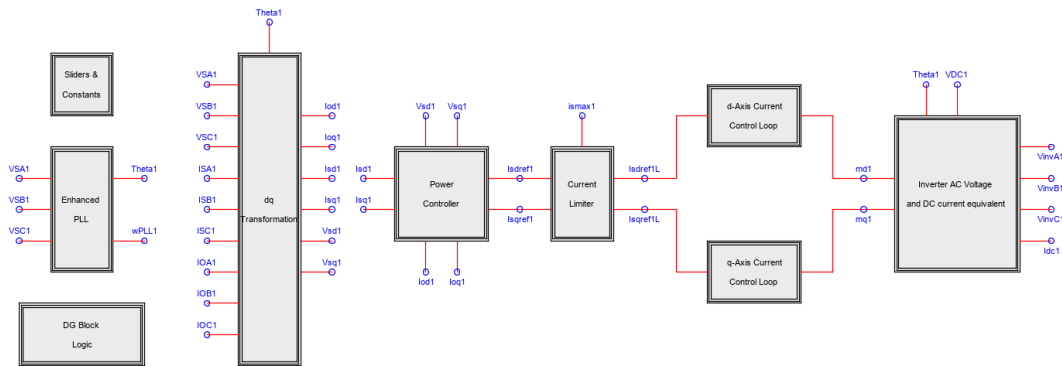 Theta1
Sliders &
Constants
VSA1
VSB1
VSC1
Enhanced
PLL
Theta1
wPLL1
DG Block
Logic
VSA1
VSB1
VSC1
ISA1
ISB1
ISC1
IOA1
IOB1
IOC1
dq
Transformation
Iod1
Ioq1
Isd1
Isq1
Vsd1
Vsq1
Vsd1
Vsq1
Isd1
Isq1
Power
Controller
Iod1
Ioq1
Isdref1
Isqref1
ismax1
Current
Limiter
Isdref1L
Isqref1L
d-Axis Current
Control Loop
q-Axis Current
Control Loop
md1
mq1
Theta1
VDC1
Inverter AC Voltage
and DC current equivalent
VinvA1
VinvB1
VinvC1
Idc1